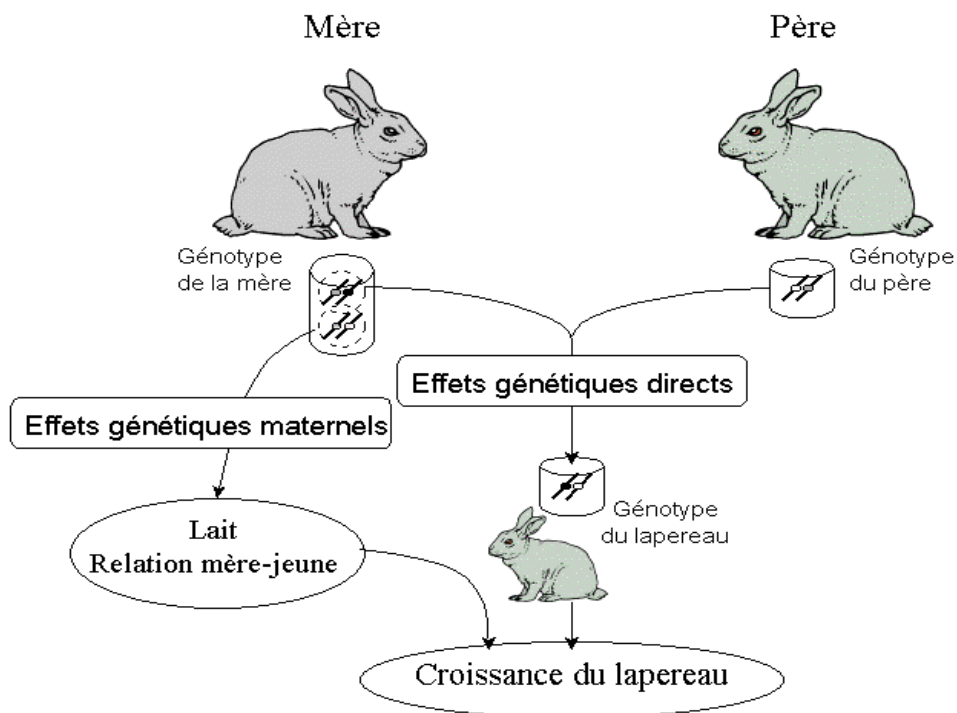 Mère
Père
Génotype
de la mère
Génotype
du père
Effets génétiques directs
Effets génétiques maternels
Génotype
du lapereau
Lait
Relation mère-jeune
Croissance du lapereau